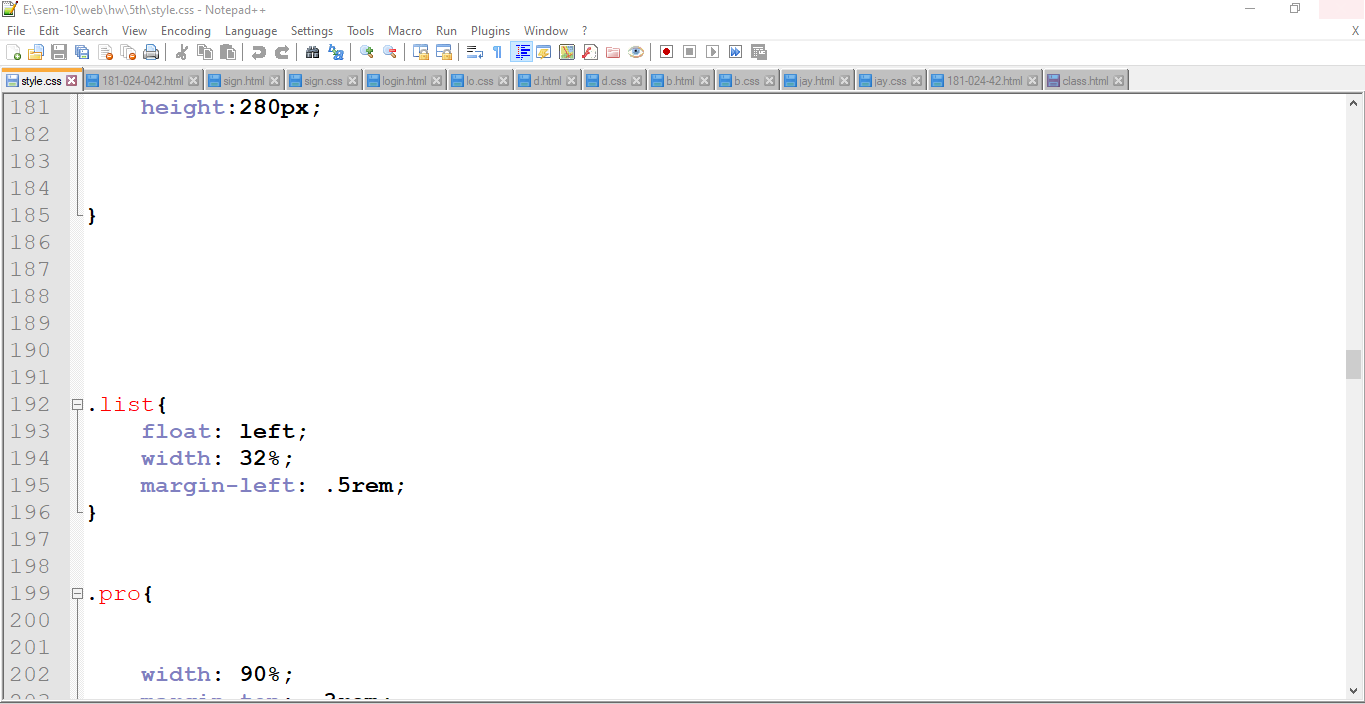 E:\sem-10\web\hw\5th\style.css - Notepad++
File Edit Search View Encoding Language Settings Tools Macro Run Plugins Window ? X
style.css 181-024-042.html sign.html sign.css login.html lo.css d.html d.css b.html b.css jay.html jay.css 181-024-42.html class.html
181 height:280px;
182
183
184
185 }
186
187
188
189
190
191
192 .list{
193 float: left;
194 width: 32%;
195 margin-left: .5rem;
196 }
197
198
199 .pro{
200
201
202 width: 90%;